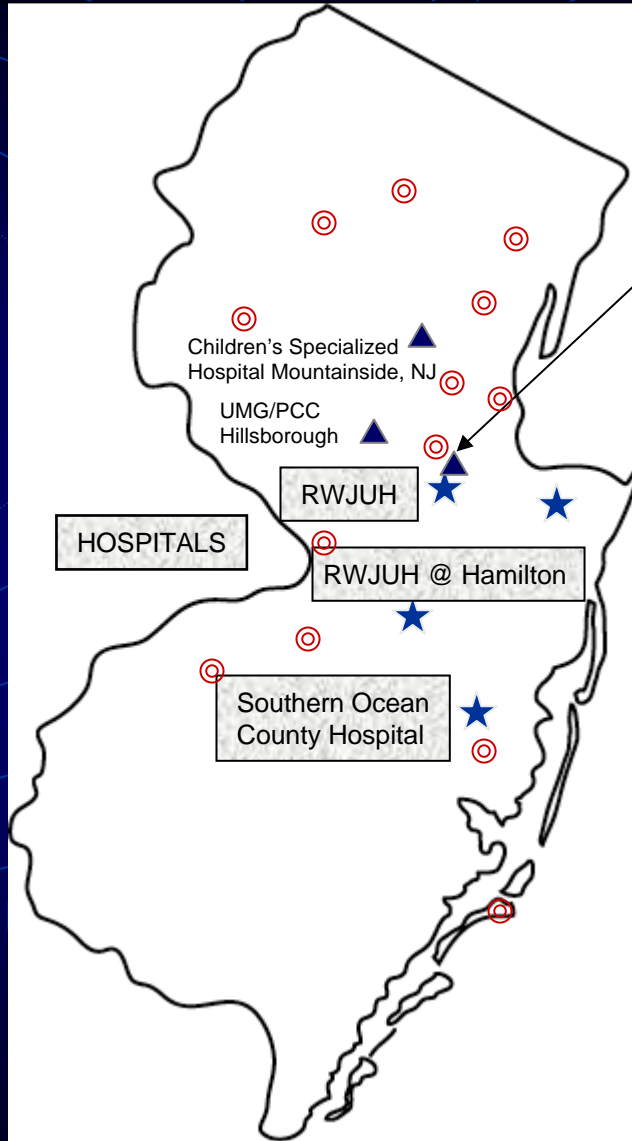 Children's Specialized
Hospital Mountainside, NJ
UMG/PCC
Hillsborough
RWJUH
HOSPITALS
RWJUH @ Hamilton
Southern Ocean
County Hospital